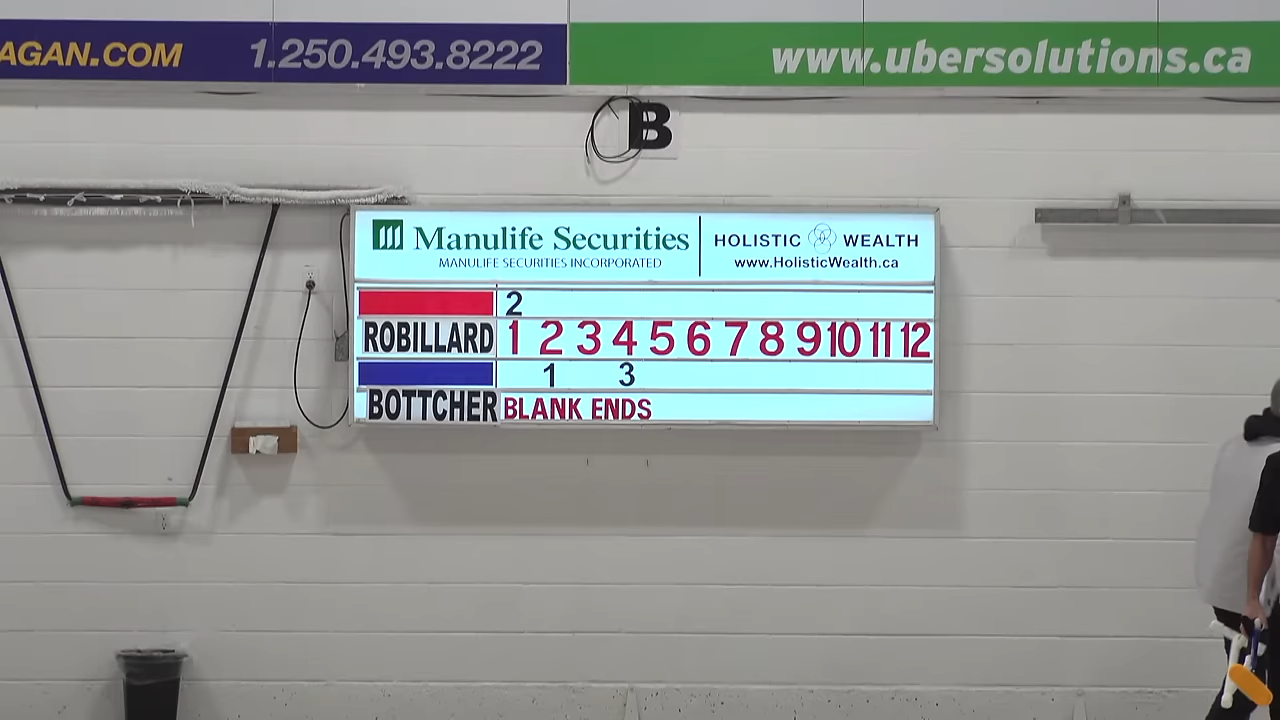 AGAN.COM 1.250.493.8222
www.ubersolutions.ca
B
Manulife Securities
MANULIFE SECURITIES INCORPORATED
HOLISTIC WEALTH
www.HolisticWealth.ca
2
ROBILLARD 1 2 3 4 5 6 7 8 9 10 11 12
1 3
BOTTCHER BLANK ENDS